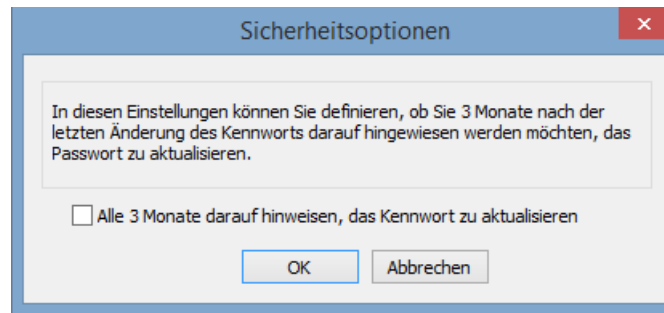 Sicherheitsoptionen
In diesen Einstellungen können Sie definieren, ob Sie 3 Monate nach der
letzten Änderung des Kennworts darauf hingewiesen werden möchten, das
Passwort zu aktualisieren.
Alle 3 Monate darauf hinweisen, das Kennwort zu aktualisieren
OK Abbrechen